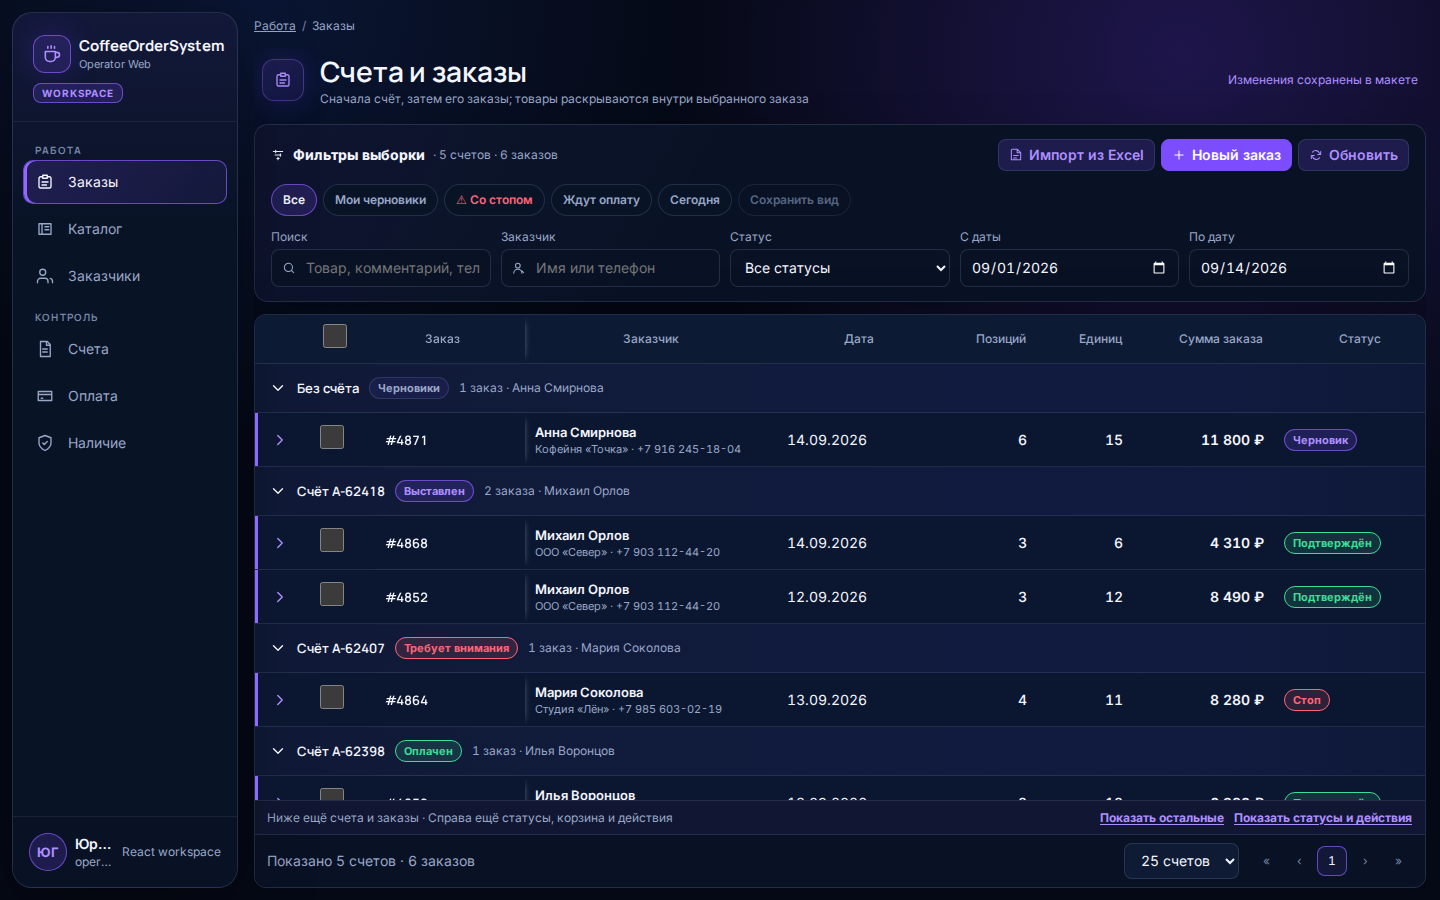 CoffeeOrderSystem
Operator Web
WORKSPACE
РАБОТА
Заказы
Каталог
Заказчики
КОНТРОЛЬ
Счета
Оплата
Наличие
ЮГ
Юр...
oper...
React workspace
Работа / Заказы
Счета и заказы
Сначала счёт, затем его заказы; товары раскрываются внутри выбранного заказа
Изменения сохранены в макете
Фильтры выборки · 5 счетов · 6 заказов
Импорт из Excel
+ Новый заказ
Обновить
Все
Мои черновики
⚠ Со стопом
Ждут оплату
Сегодня
Сохранить вид
Поиск
Заказчик
Статус
С даты
По дату
Товар, комментарий, тел
Имя или телефон
Все статусы
09/01/2026
09/14/2026
Заказ Заказчик Дата Позиций Единиц Сумма заказа Статус
Без счёта Черновики 1 заказ · Анна Смирнова
#4871 Анна Смирнова 14.09.2026 6 15 11 800 ₽ Черновик
Кофейня «Точка» · +7 916 245-18-04
Счёт А-62418 Выставлен 2 заказа · Михаил Орлов
#4868 Михаил Орлов 14.09.2026 3 6 4 310 ₽ Подтверждён
ООО «Север» · +7 903 112-44-20
#4852 Михаил Орлов 12.09.2026 3 12 8 490 ₽ Подтверждён
ООО «Север» · +7 903 112-44-20
Счёт А-62407 Требует внимания 1 заказ · Мария Соколова
#4864 Мария Соколова 13.09.2026 4 11 8 280 ₽ Стоп
Студия «Лён» · +7 985 603-02-19
Счёт А-62398 Оплачен 1 заказ · Илья Воронцов
Илья Воронцов
Ниже ещё счета и заказы · Справа ещё статусы, корзина и действия
Показать остальные
Показать статусы и действия
Показано 5 счетов · 6 заказов
25 счетов
« ‹ 1 › »